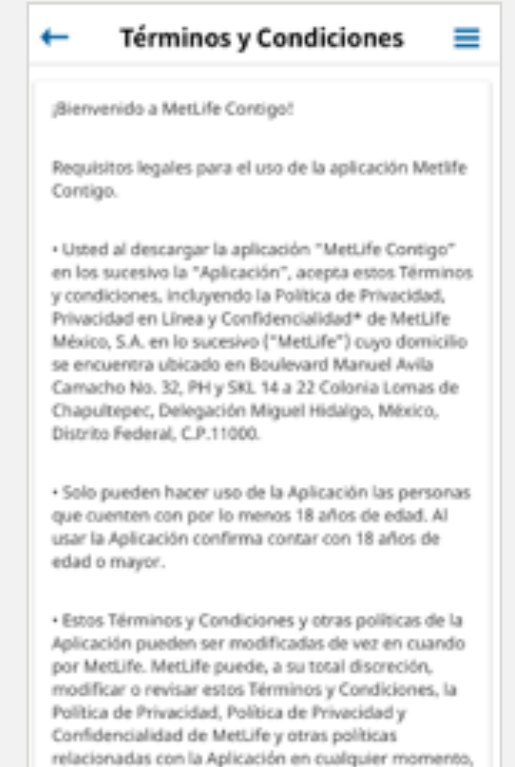 Términos y Condiciones
¡Bienvenido a MetLife Contigo!
Requisitos legales para el uso de la aplicación Metlife
Contigo.
• Usted al descargar la aplicación "MetLife Contigo"
en los sucesivo la "Aplicación", acepta estos Términos
y condiciones, incluyendo la Política de Privacidad,
Privacidad en Línea y Confidencialidad* de MetLife
México, S.A. en lo sucesivo ("MetLife") cuyo domicilio
se encuentra ubicado en Boulevard Manuel Avila
Camacho No. 32, PH y SKL 14 a 22 Colonia Lomas de
Chapultepec, Delegación Miguel Hidalgo, México,
Distrito Federal, C.P.11000.
• Solo pueden hacer uso de la Aplicación las personas
que cuenten con por lo menos 18 años de edad. Al
usar la Aplicación confirma contar con 18 años de
edad o mayor.
• Estos Términos y Condiciones y otras políticas de la
Aplicación pueden ser modificadas de vez en cuando
por MetLife. MetLife puede, a su total discreción,
modificar o revisar estos Términos y Condiciones, la
Política de Privacidad, Política de Privacidad y
Confidencialidad de MetLife y otras políticas
relacionadas con la Aplicación en cualquier momento,